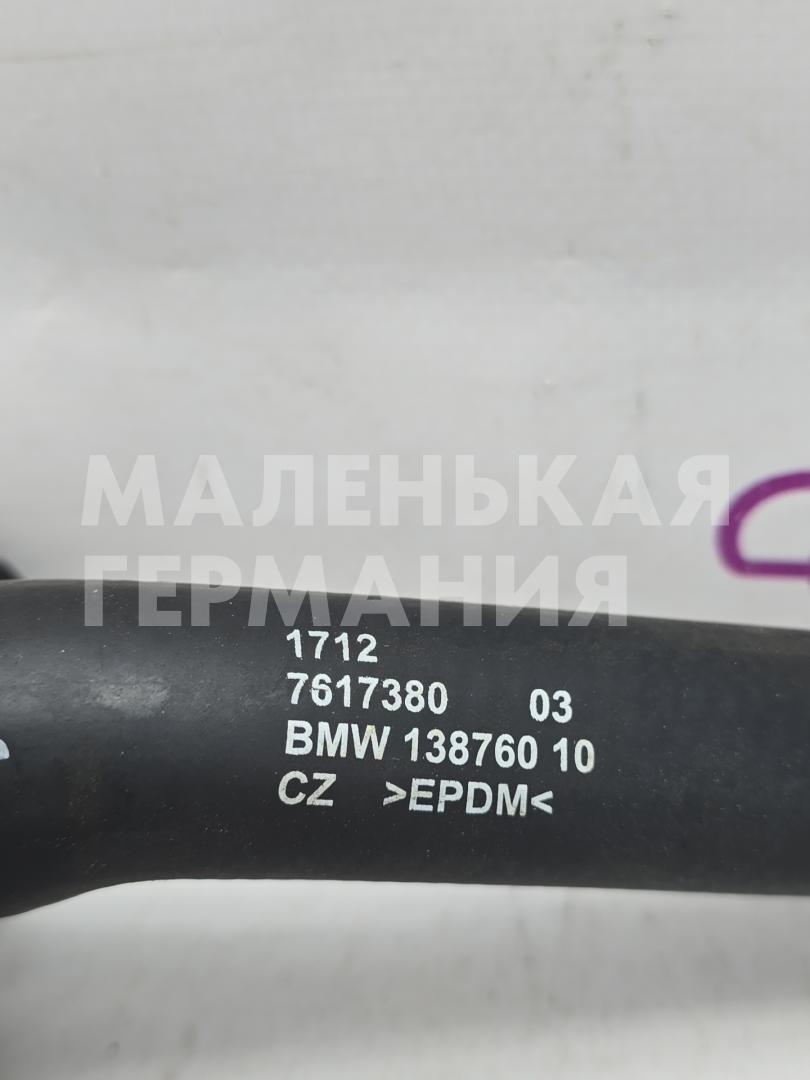 МАЛЕНЬКАЯ
ГЕРМАНИЯ
1712
7617380 03
BMW 138760 10
CZ >EPDM<